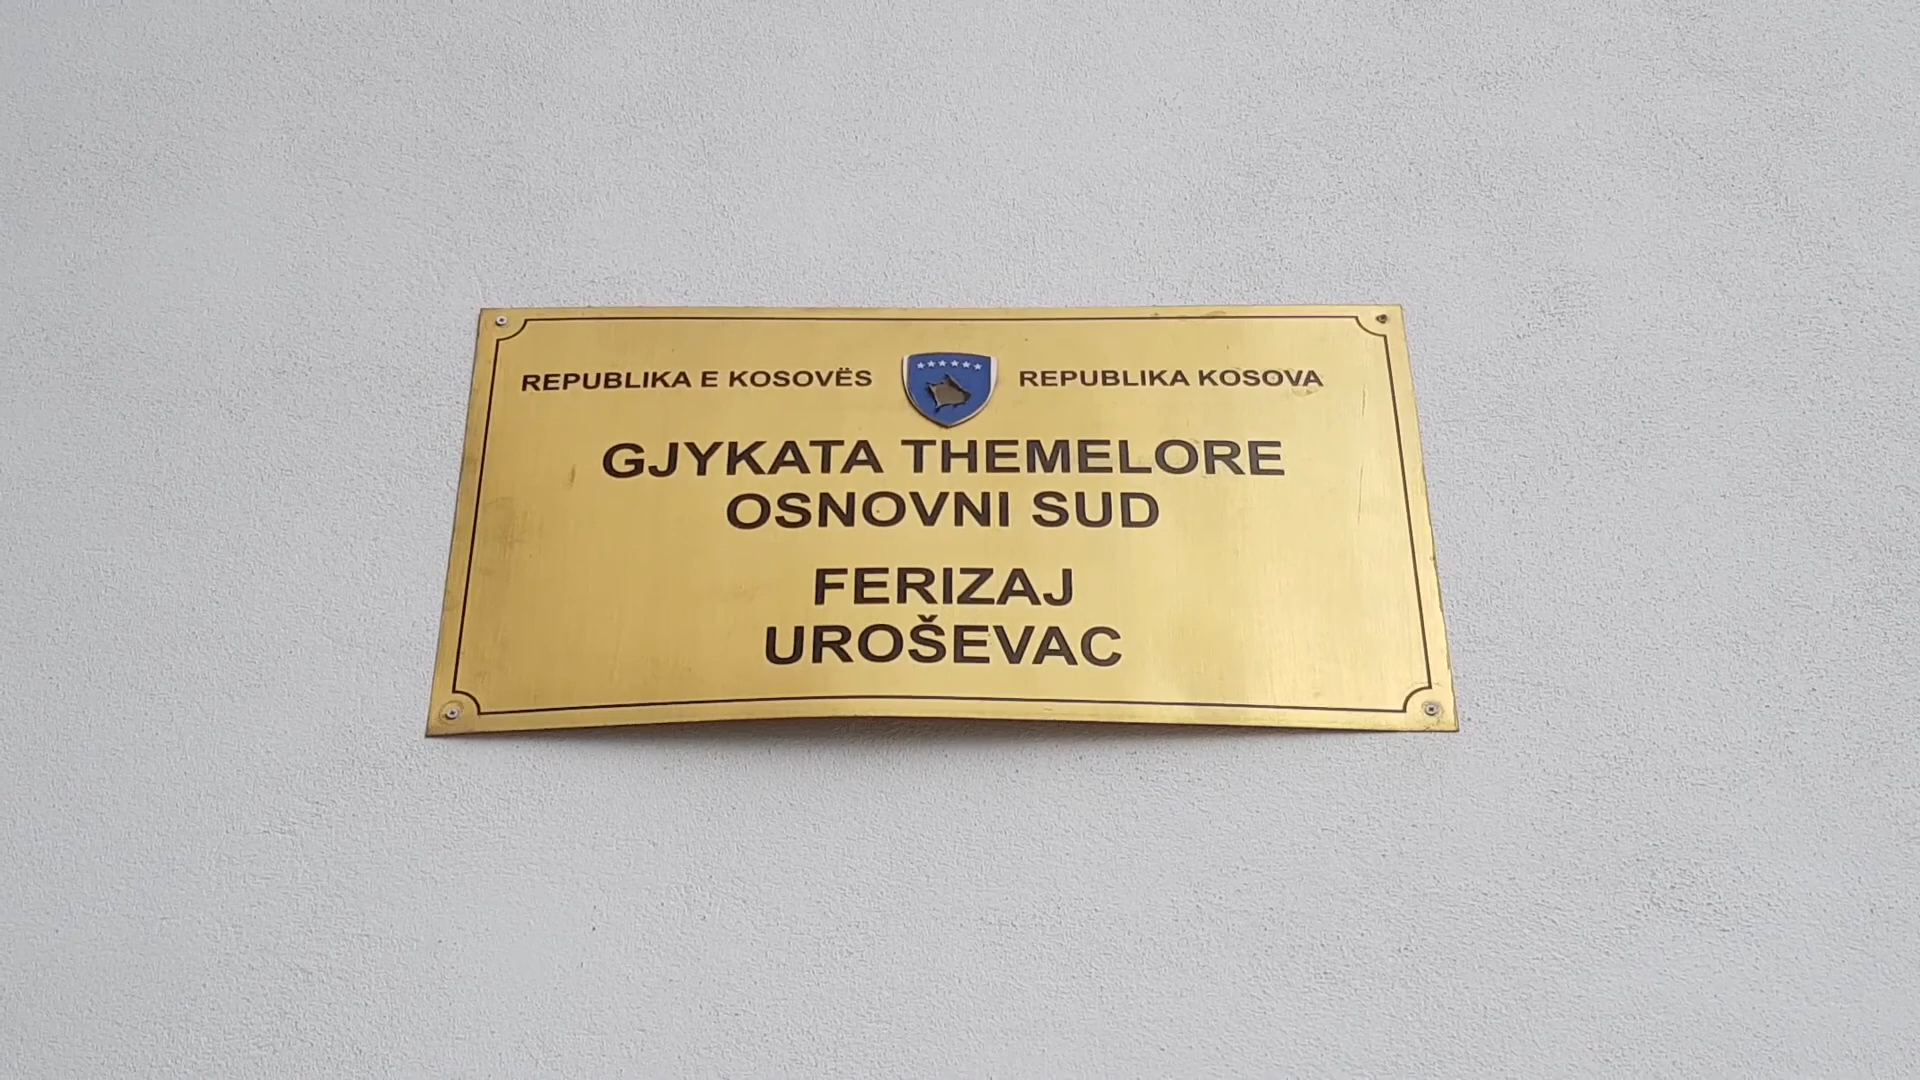 REPUBLIKA E KOSOVËS REPUBLIKA KOSOVA
GJYKATA THEMELORE
OSNOVNI SUD
FERIZAJ
UROŠEVAC